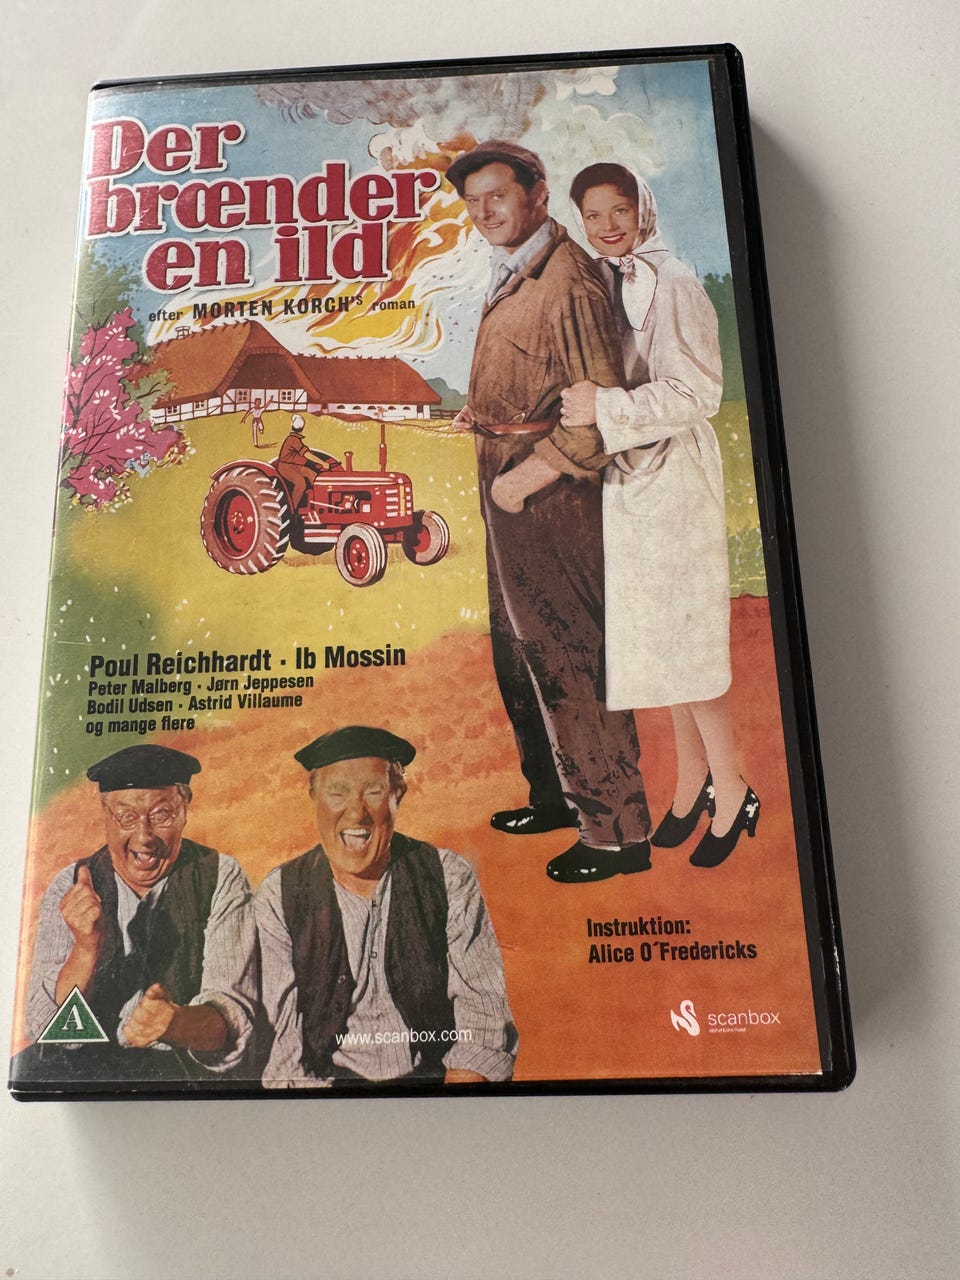 Der
brænder
en ild
efter MORTEN KORCH's roman
Poul Reichhardt · Ib Mossin
Peter Malberg · Jørn Jeppesen
Bodil Udsen · Astrid Villaume
og mange flere
Instruktion:
Alice O´Fredericks
A
www.scanbox.com
scanbox